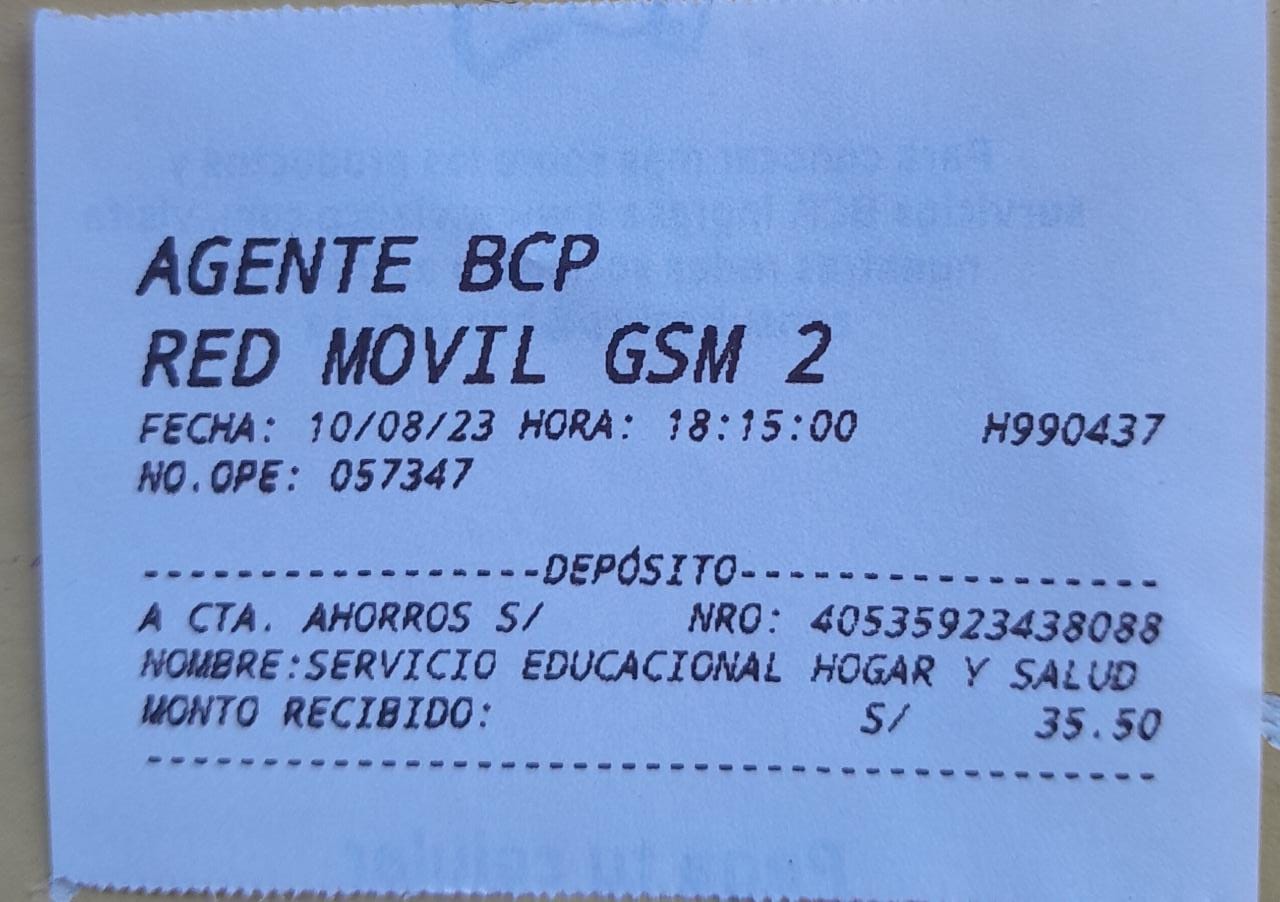 AGENTE BCP
RED MOVIL GSM 2
FECHA: 10/08/23 HORA: 18:15:00 H990437
NO.OPE: 057347
-----------------DEPÓSITO------------------
A CTA. AHORROS S/ NRO: 40535923438088
NOMBRE:SERVICIO EDUCACIONAL HOGAR Y SALUD
MONTO RECIBIDO: S/ 35.50
--------------------------------------------